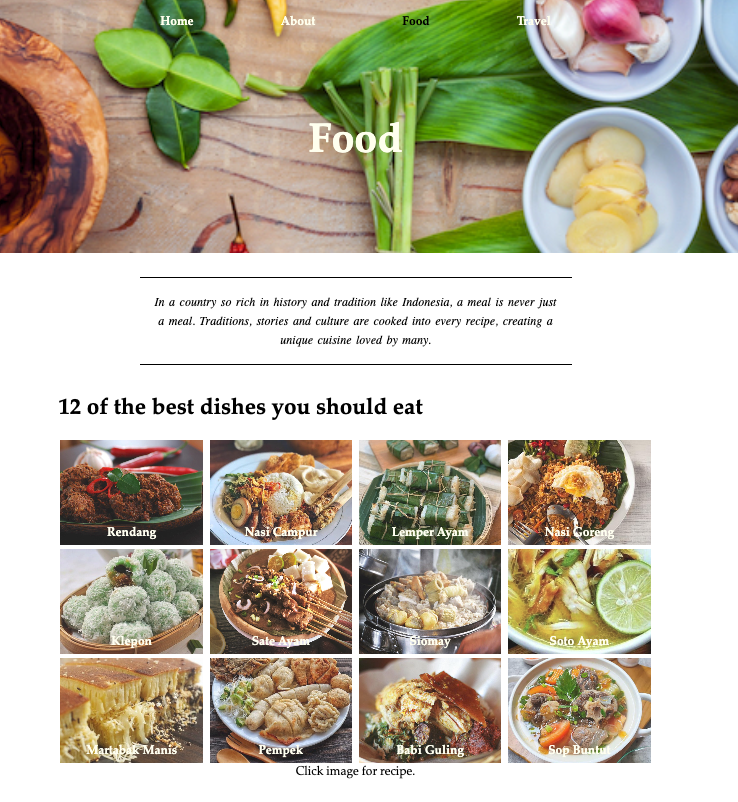 Home About Food Travel
Food
In a country so rich in history and tradition like Indonesia, a meal is never just
a meal. Traditions, stories and culture are cooked into every recipe, creating a
unique cuisine loved by many.
12 of the best dishes you should eat
Rendang Nasi Campur Lemper Ayam Nasi Goreng
Klepon Sate Ayam Siomay Soto Ayam
Martabak Manis Pempek Babi Guling Sop Buntut
Click image for recipe.